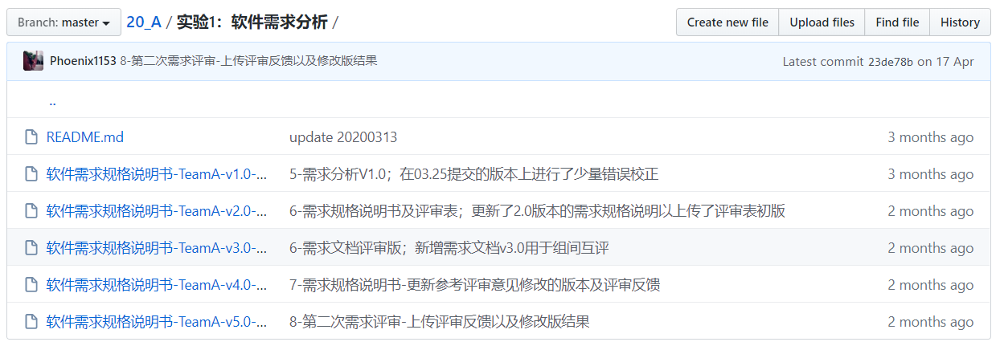 Branch: master 20_A / 实验1：软件需求分析 / Create new file Upload files Find file History
Phoenix1153 8-第二次需求评审-上传评审反馈以及修改版结果 Latest commit 23de78b on 17 Apr
..
README.md update 20200313 3 months ago
软件需求规格说明书-TeamA-v1.0-... 5-需求分析V1.0；在03.25提交的版本上进行了少量错误校正 3 months ago
软件需求规格说明书-TeamA-v2.0-... 6-需求规格说明书及评审表；更新了2.0版本的需求规格说明以上传了评审表初版 2 months ago
软件需求规格说明书-TeamA-v3.0-... 6-需求文档评审版；新增需求文档v3.0用于组间互评 2 months ago
软件需求规格说明书-TeamA-v4.0-... 7-需求规格说明书-更新参考评审意见修改的版本及评审反馈 2 months ago
软件需求规格说明书-TeamA-v5.0-... 8-第二次需求评审-上传评审反馈以及修改版结果 2 months ago